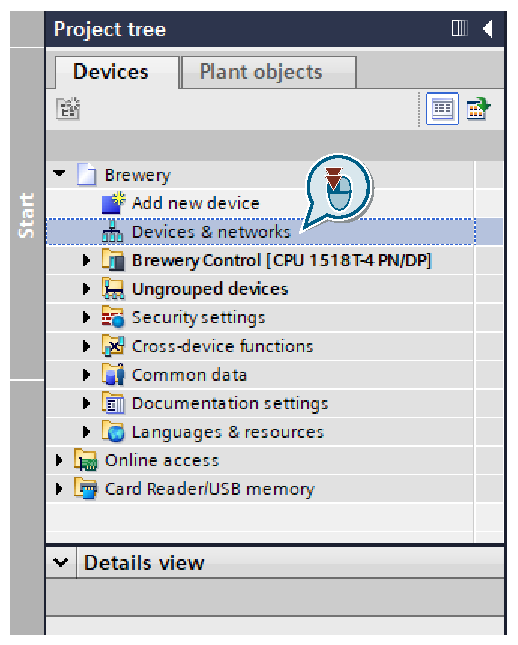 Project tree
Devices
Plant objects
Start
Brewery
Add new device
Devices & networks
Brewery Control [CPU 1518T-4 PN/DP]
Ungrouped devices
Security settings
Cross-device functions
Common data
Documentation settings
Languages & resources
Online access
Card Reader/USB memory
Details view